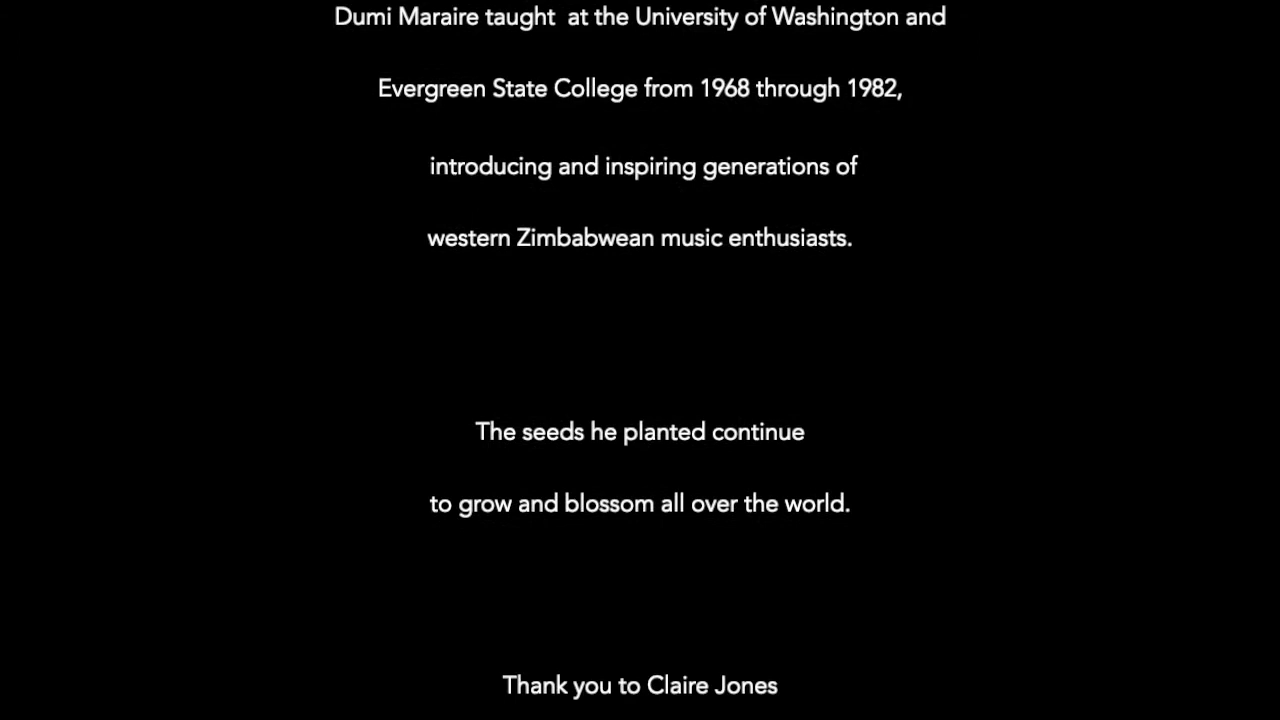 Dumi Maraire taught  at the University of Washington and
Evergreen State College from 1968 through 1982,
introducing and inspiring generations of
western Zimbabwean music enthusiasts.
The seeds he planted continue
to grow and blossom all over the world.
Thank you to Claire Jones